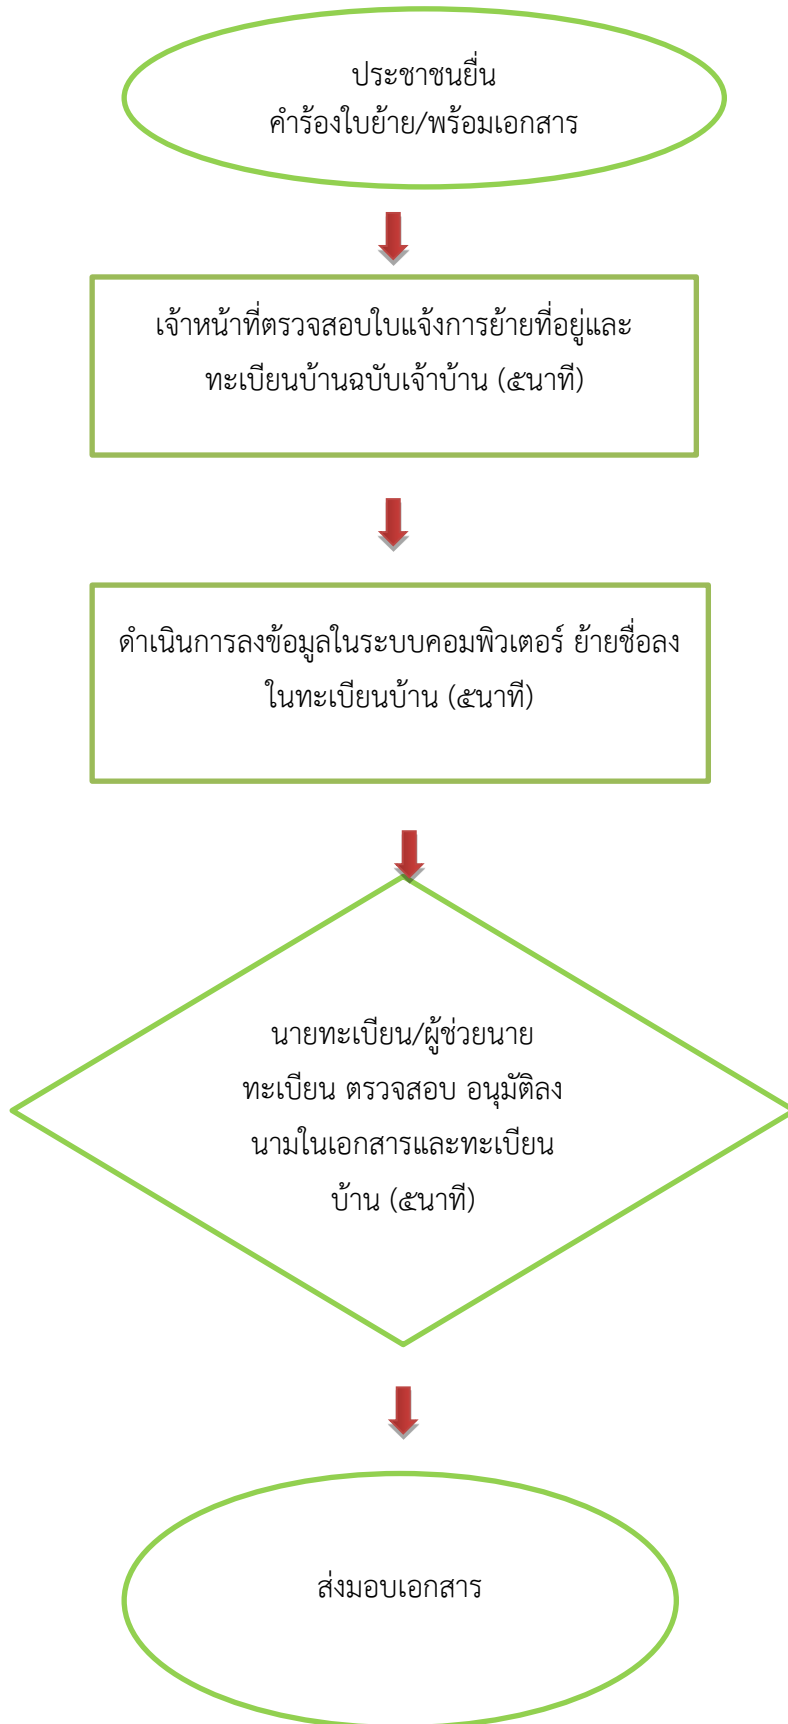 ประชาชนยื่น
คำร้องใบย้าย/พร้อมเอกสาร
เจ้าหน้าที่ตรวจสอบใบแจ้งการย้ายที่อยู่และ
ทะเบียนบ้านฉบับเจ้าบ้าน (๕นาที)
ดำเนินการลงข้อมูลในระบบคอมพิวเตอร์ ย้ายชื่อลง
ในทะเบียนบ้าน (๕นาที)
นายทะเบียน/ผู้ช่วยนาย
ทะเบียน ตรวจสอบ อนุมัติลง
นามในเอกสารและทะเบียน
บ้าน (๕นาที)
ส่งมอบเอกสาร